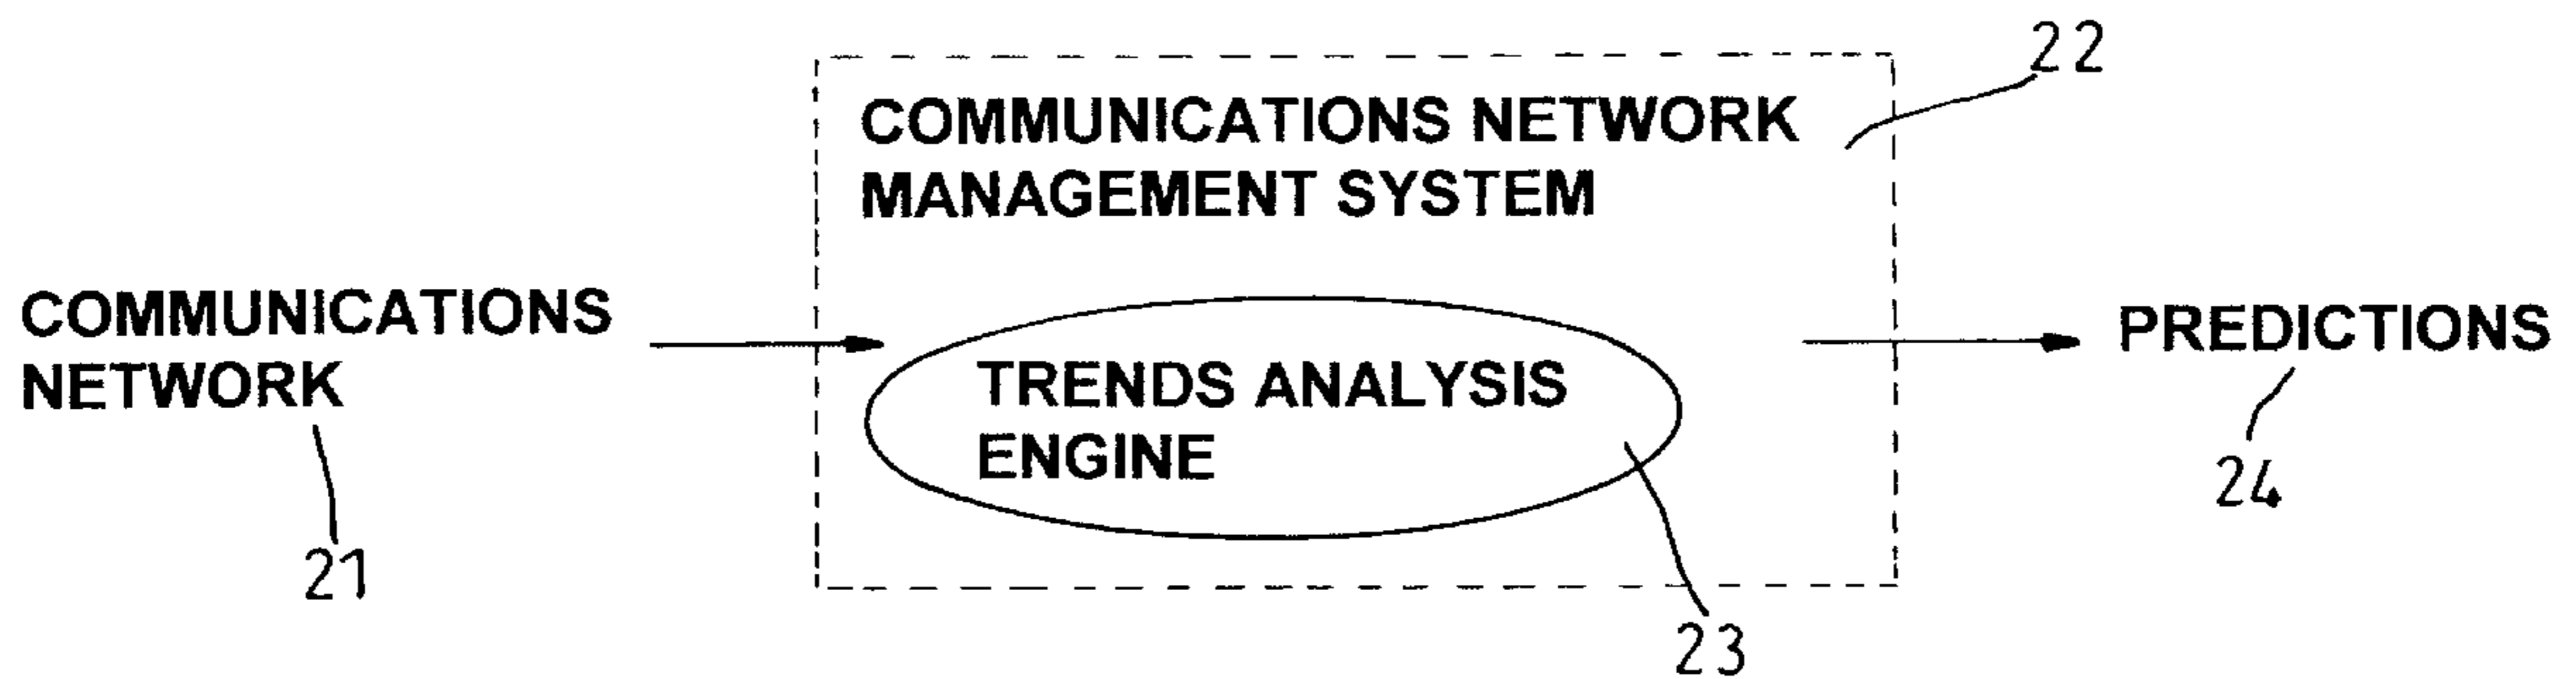 22
COMMUNICATIONS NETWORK
MANAGEMENT SYSTEM
COMMUNICATIONS
NETWORK
TRENDS ANALYSIS
ENGINE
PREDICTIONS
21
23
24